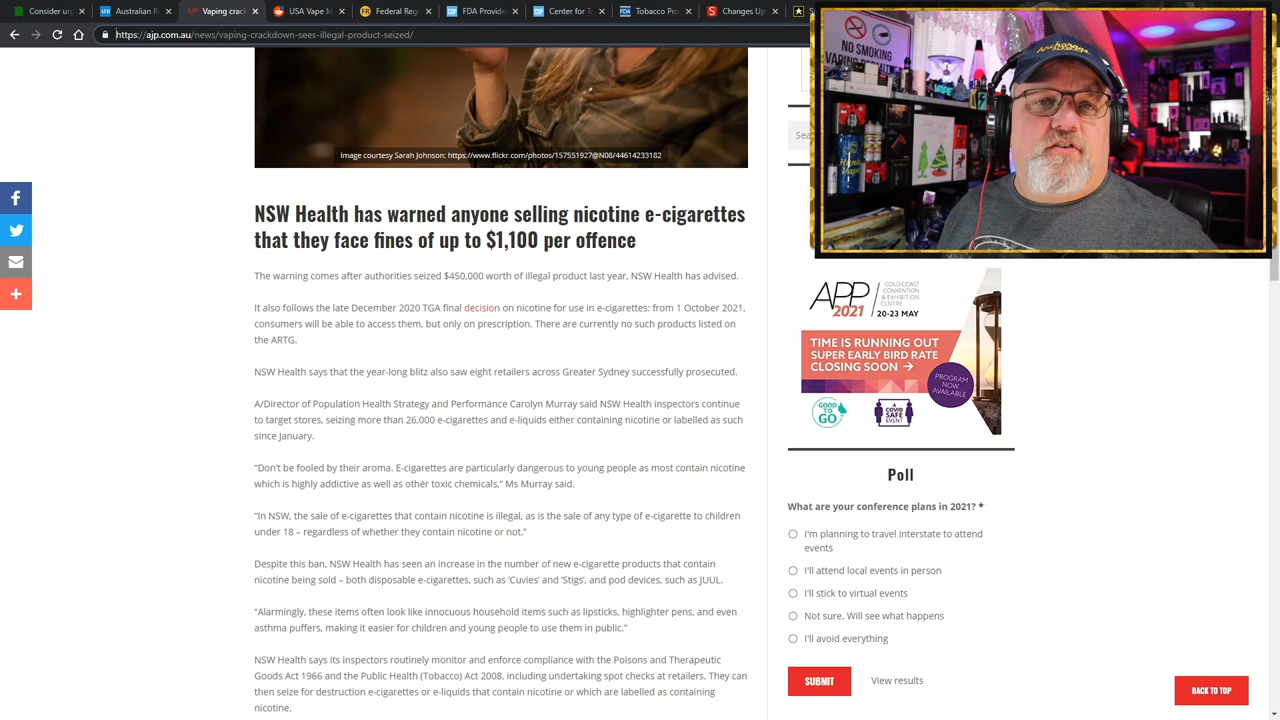 Consider u
Vaping cra
USA Vape L
Federal Re
FDA Announ
Center for T
Changes U
https://ajp.com.au/news/vaping-crackdown-sees-illegal-product-seized/
NO SMOKING
Anchorage
VAPE
Image courtesy Sarah Johnson: https://www.flickr.com/photos/157551927@N08/44614233182
Sea
NSW Health has warned anyone selling nicotine e-cigarettes
that they face fines of up to $1,100 per offence
The warning comes after authorities seized $450,000 worth of illegal product last year, NSW Health has advised.
It also follows the late December 2020 TGA final decision on nicotine for use in e-cigarettes: from 1 October 2021,
consumers will be able to access them, but only on prescription. There are currently no such products listed on
the ARTG.
NSW Health says that the year-long blitz also saw eight retailers across Greater Sydney successfully prosecuted.
A/Director of Population Health Strategy and Performance Carolyn Murray said NSW Health inspectors continue
to target stores, seizing more than 26,000 e-cigarettes and e-liquids either containing nicotine or labelled as such
since January.
“Don’t be fooled by their aroma. E-cigarettes are particularly dangerous to young people as most contain nicotine
which is highly addictive as well as other toxic chemicals,” Ms Murray said.
“In NSW, the sale of e-cigarettes that contain nicotine is illegal, as is the sale of any type of e-cigarette to children
under 18 – regardless of whether they contain nicotine or not.”
Despite this ban, NSW Health has seen an increase in the number of new e-cigarette products that contain
nicotine being sold – both disposable e-cigarettes, such as ‘Cuvies’ and ‘Stigs’, and pod devices, such as JUUL.
“Alarmingly, these items often look like innocuous household items such as lipsticks, highlighter pens, and even
asthma puffers, making it easier for children and young people to use them in public.”
NSW Health says its inspectors routinely monitor and enforce compliance with the Poisons and Therapeutic
Goods Act 1966 and the Public Health (Tobacco) Act 2008, including undertaking spot checks at retailers. They can
then seize for destruction e-cigarettes or e-liquids that contain nicotine or which are labelled as containing
nicotine.
APP
2021
GOLD COAST
CONVENTION
& EXHIBITION
CENTRE
20-23 MAY
TIME IS RUNNING OUT
SUPER EARLY BIRD RATE
CLOSING SOON →
PROGRAM
NOW
AVAILABLE
GOOD
TO
GO
A
COVID
SAFE
EVENT
Poll
What are your conference plans in 2021? *
I'm planning to travel interstate to attend
events
I'll attend local events in person
I'll stick to virtual events
Not sure. Will see what happens
I'll avoid everything
SUBMIT
View results
BACK TO TOP